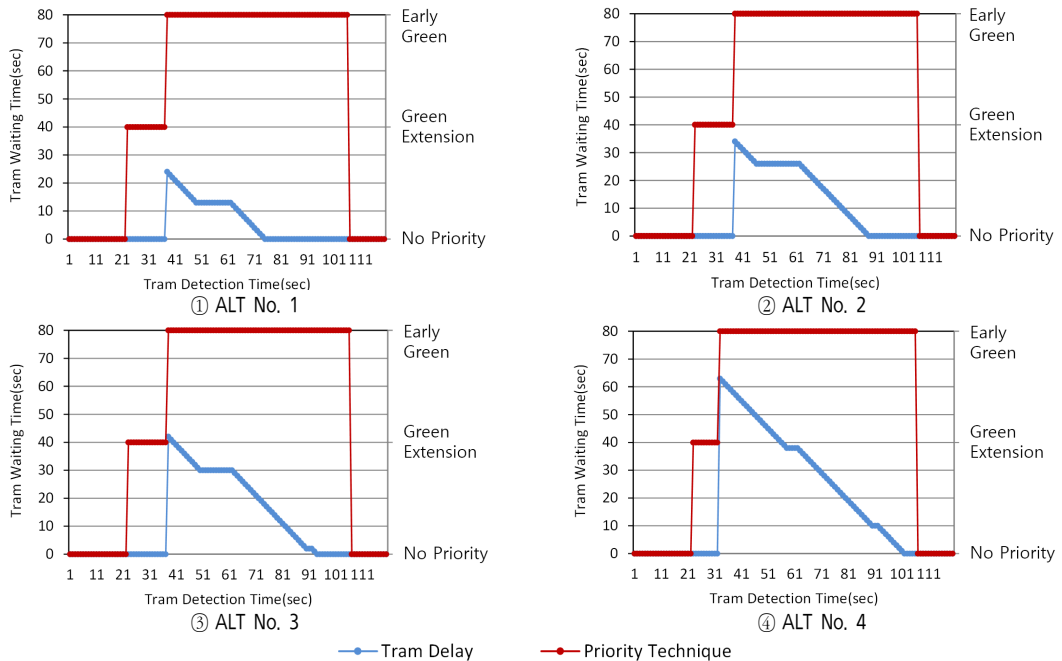 80
70
60
50
40
30
20
10
0
Tram Waiting Time(sec)
Early
Green
Green
Extension
No Priority
1 11 21 31 41 51 61 71 81 91 101 111
Tram Detection Time(sec)
① ALT No. 1
80
70
60
50
40
30
20
10
0
Tram Waiting Time(sec)
Early
Green
Green
Extension
No Priority
1 11 21 31 41 51 61 71 81 91 101 111
Tram Detection Time(sec)
② ALT No. 2
80
70
60
50
40
30
20
10
0
Tram Waiting Time(sec)
Early
Green
Green
Extension
No Priority
1 11 21 31 41 51 61 71 81 91 101 111
Tram Detection Time(sec)
③ ALT No. 3
80
70
60
50
40
30
20
10
0
Tram Waiting Time(sec)
Early
Green
Green
Extension
No Priority
1 11 21 31 41 51 61 71 81 91 101 111
Tram Detection Time(sec)
④ ALT No. 4
Tram Delay
Priority Technique